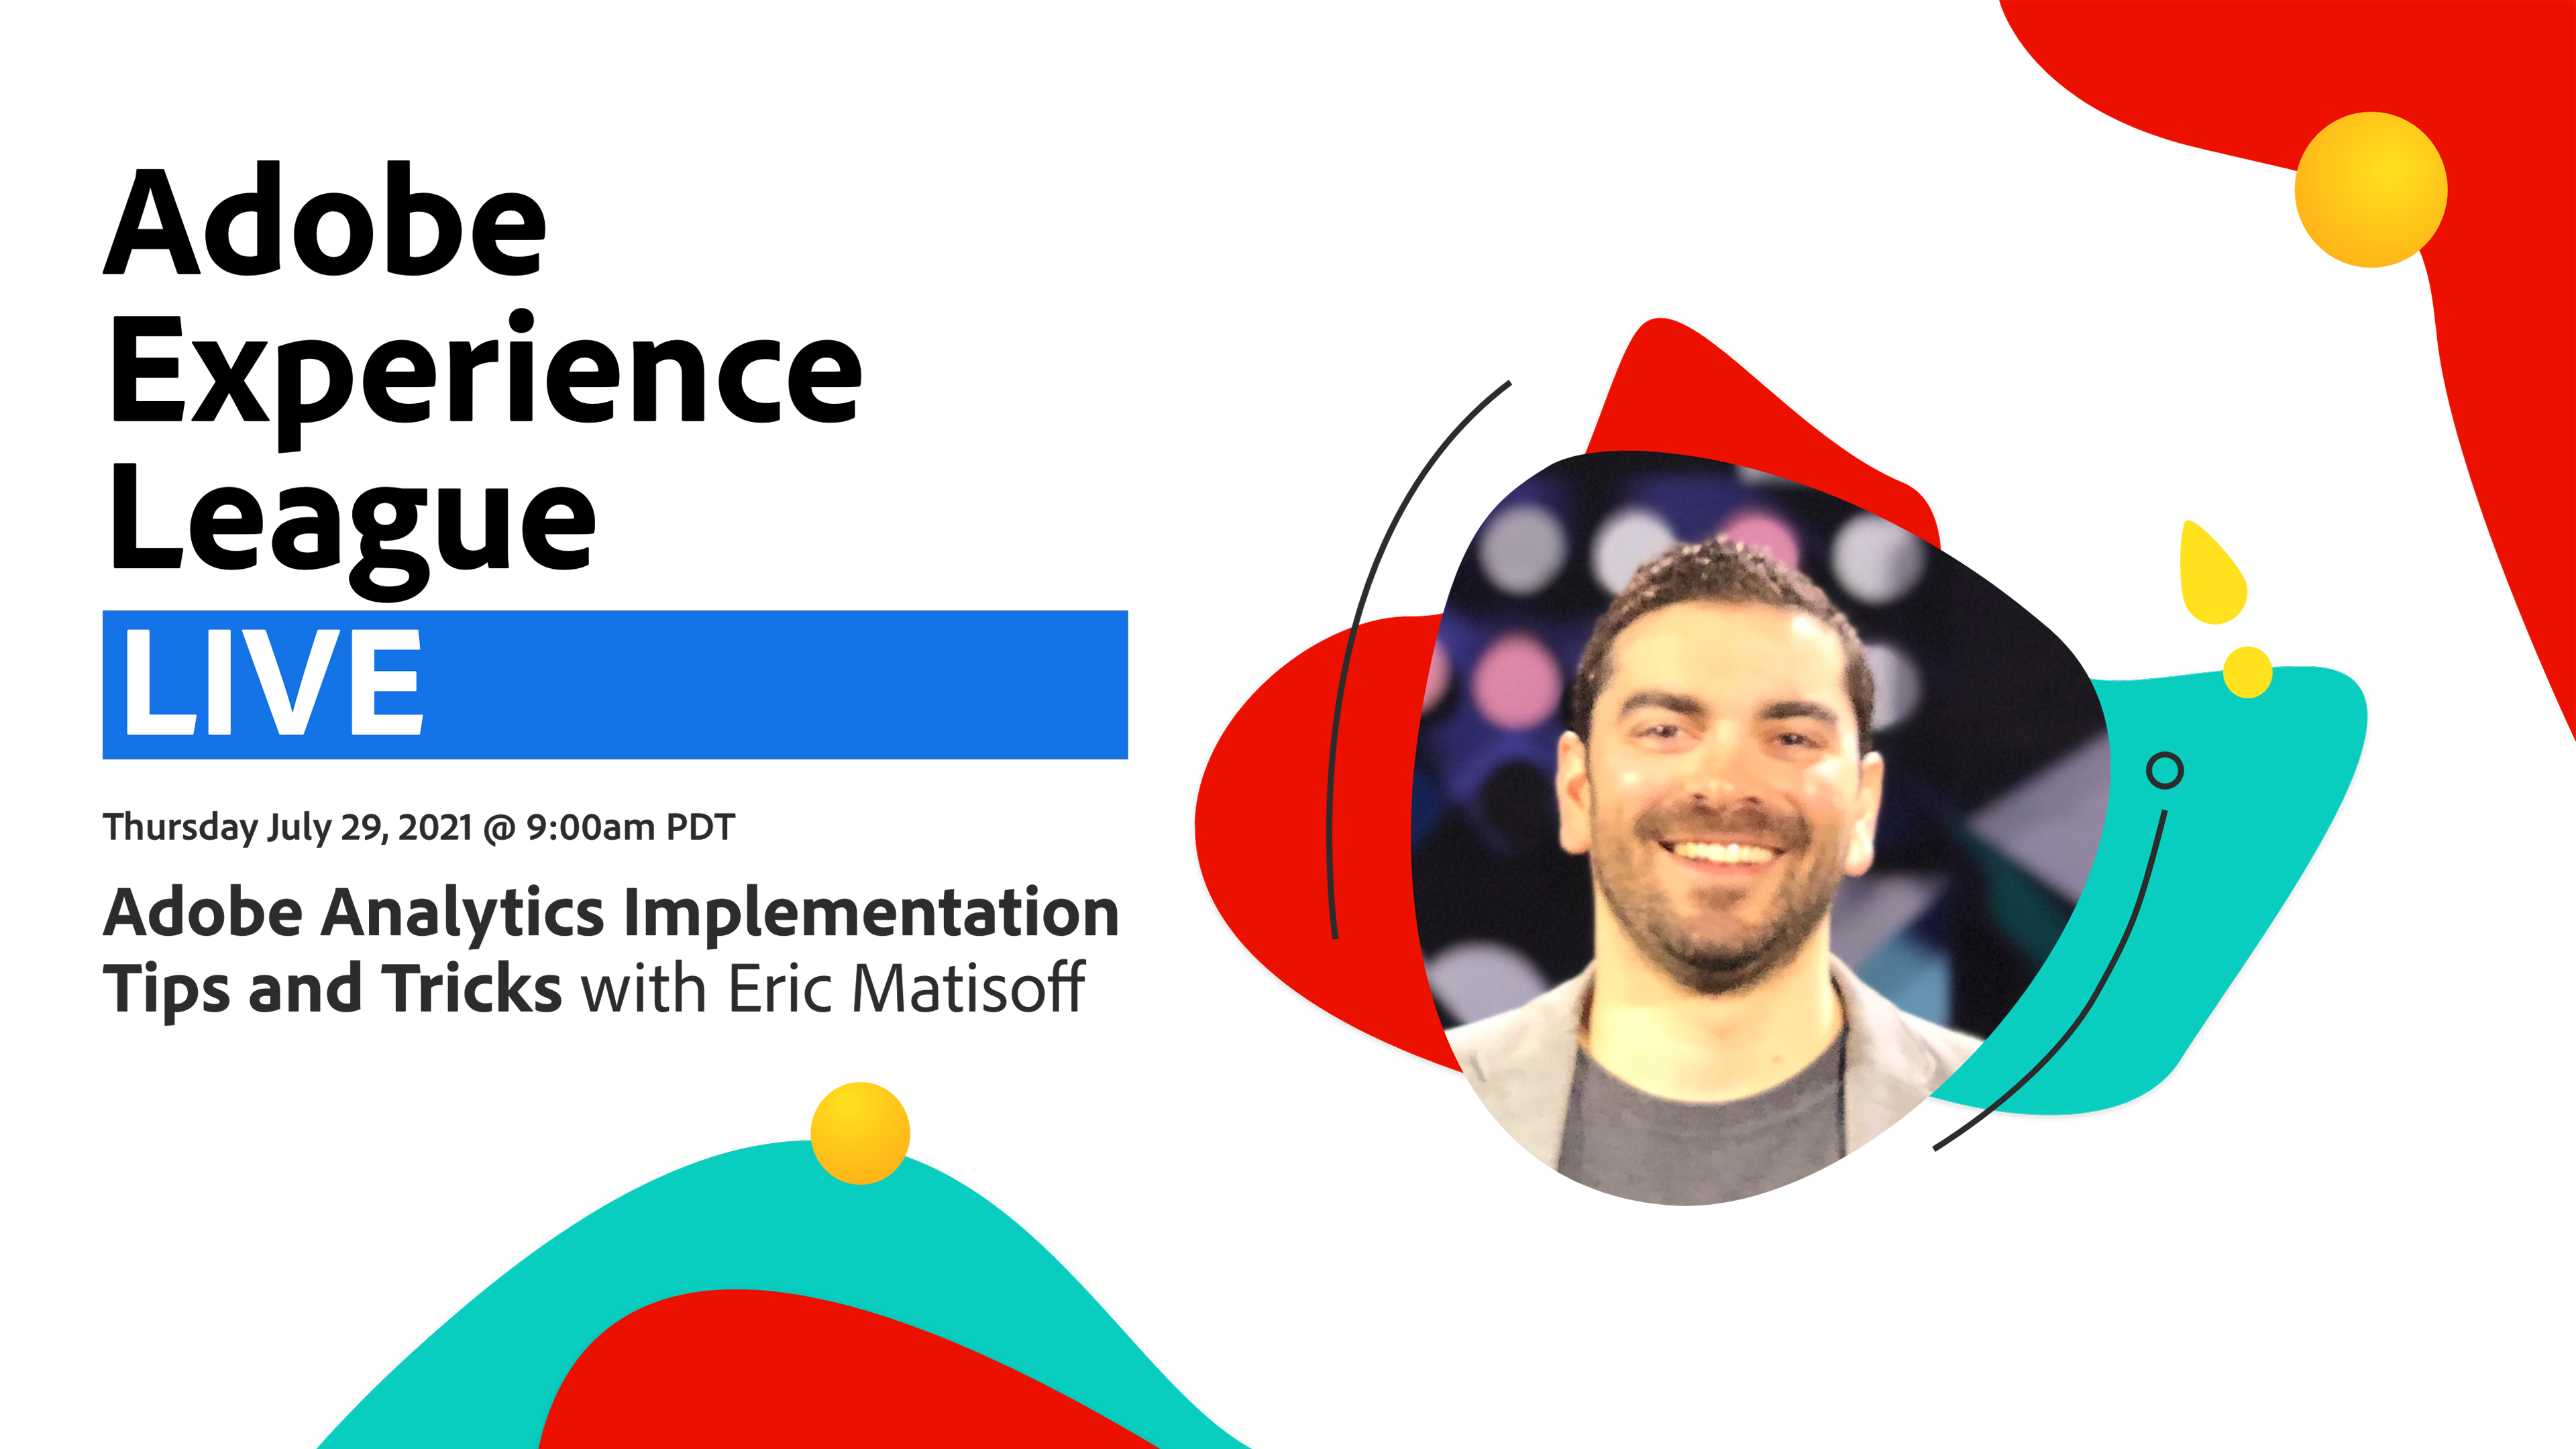 Adobe
Experience
League
LIVE
Thursday July 29, 2021 @ 9:00am PDT
Adobe Analytics Implementation
Tips and Tricks with Eric Matisoff